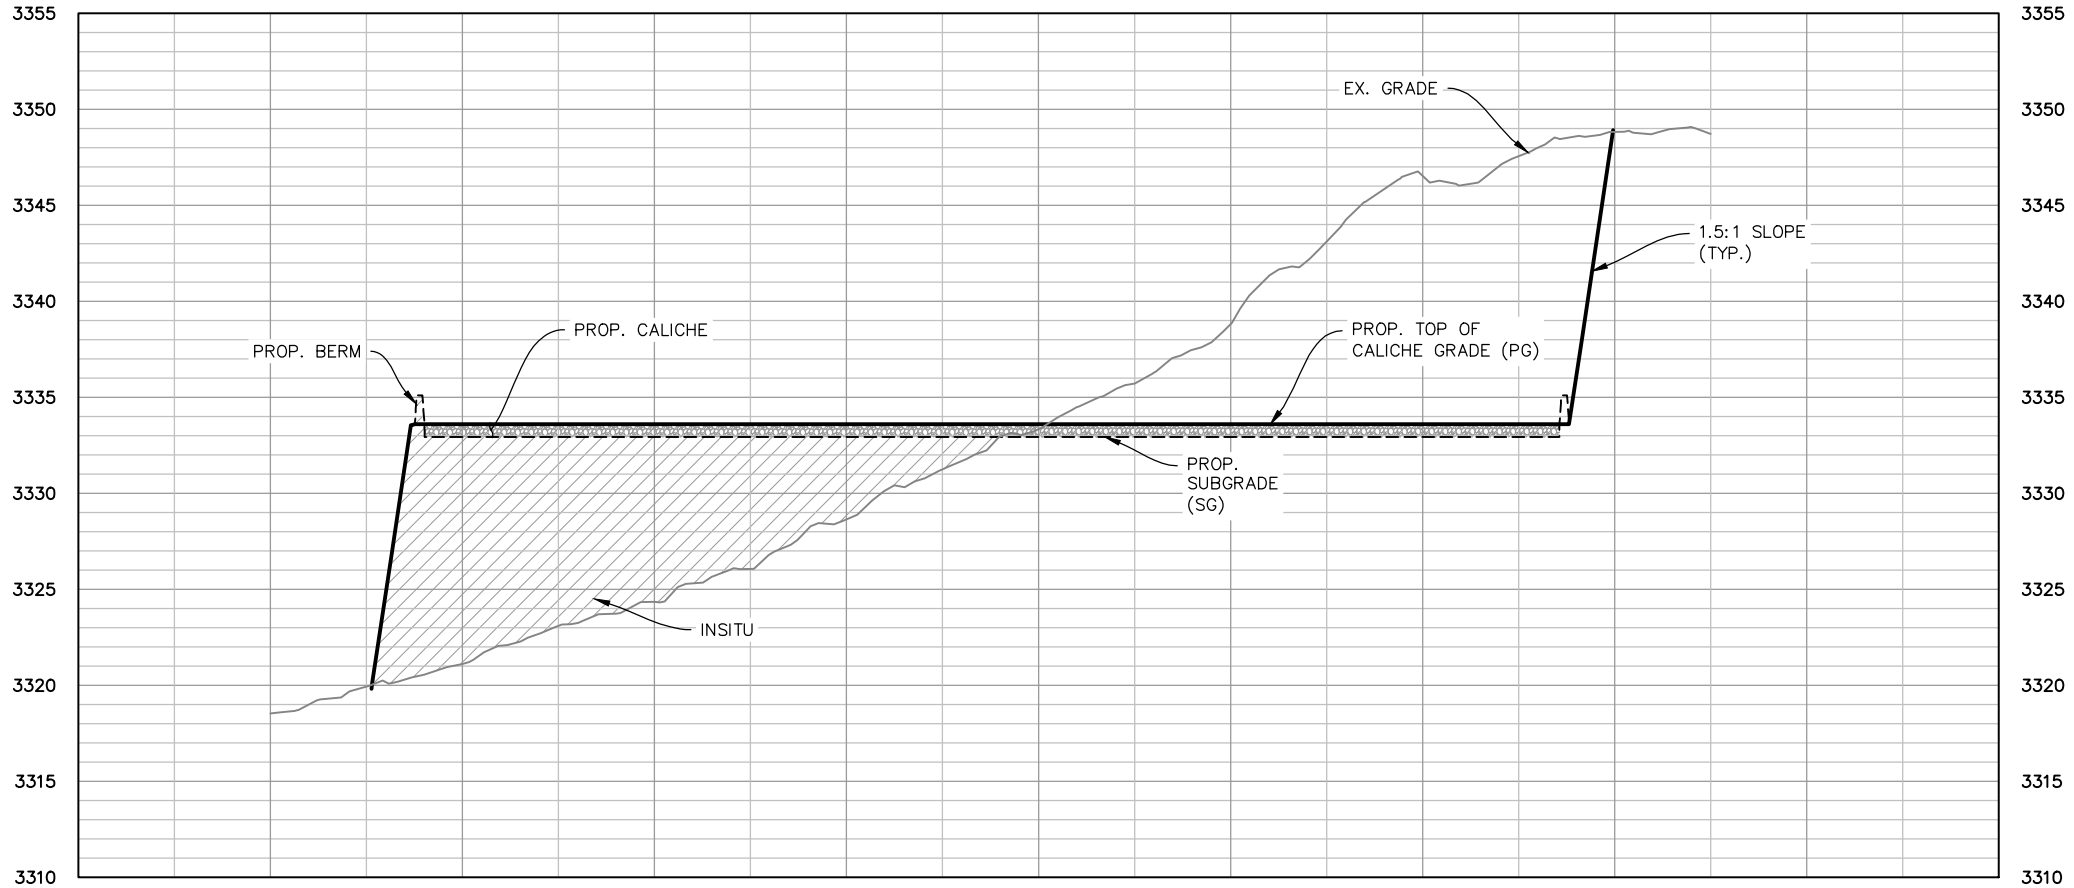 3355 3355
EX. GRADE
3350 3350
3345 3345
1.5:1 SLOPE
(TYP.)
3340 3340
PROP. BERM
PROP. CALICHE
PROP. TOP OF
CALICHE GRADE (PG)
3335 3335
PROP.
SUBGRADE
(SG)
3330 3330
3325 3325
INSITU
3320 3320
3315 3315
3310 3310